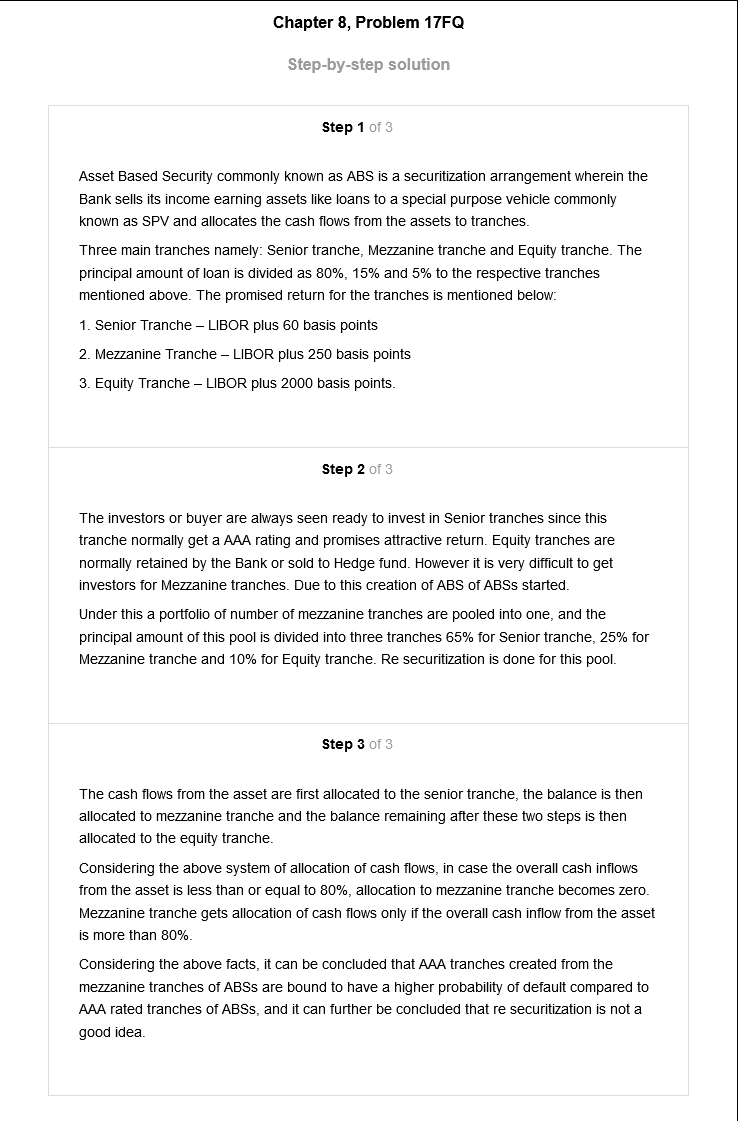 Chapter 8, Problem 17FQ
Step-by-step solution
Step 1 of 3
Asset Based Security commonly known as ABS is a securitization arrangement wherein the
Bank sells its income earning assets like loans to a special purpose vehicle commonly
known as SPV and allocates the cash flows from the assets to tranches.
Three main tranches namely: Senior tranche, Mezzanine tranche and Equity tranche. The
principal amount of loan is divided as 80%, 15% and 5% to the respective tranches
mentioned above. The promised return for the tranches is mentioned below:
1. Senior Tranche – LIBOR plus 60 basis points
2. Mezzanine Tranche – LIBOR plus 250 basis points
3. Equity Tranche – LIBOR plus 2000 basis points.
Step 2 of 3
The investors or buyer are always seen ready to invest in Senior tranches since this
tranche normally get a AAA rating and promises attractive return. Equity tranches are
normally retained by the Bank or sold to Hedge fund. However it is very difficult to get
investors for Mezzanine tranches. Due to this creation of ABS of ABSs started.
Under this a portfolio of number of mezzanine tranches are pooled into one, and the
principal amount of this pool is divided into three tranches 65% for Senior tranche, 25% for
Mezzanine tranche and 10% for Equity tranche. Re securitization is done for this pool.
Step 3 of 3
The cash flows from the asset are first allocated to the senior tranche, the balance is then
allocated to mezzanine tranche and the balance remaining after these two steps is then
allocated to the equity tranche.
Considering the above system of allocation of cash flows, in case the overall cash inflows
from the asset is less than or equal to 80%, allocation to mezzanine tranche becomes zero.
Mezzanine tranche gets allocation of cash flows only if the overall cash inflow from the asset
is more than 80%.
Considering the above facts, it can be concluded that AAA tranches created from the
mezzanine tranches of ABSs are bound to have a higher probability of default compared to
AAA rated tranches of ABSs, and it can further be concluded that re securitization is not a
good idea.